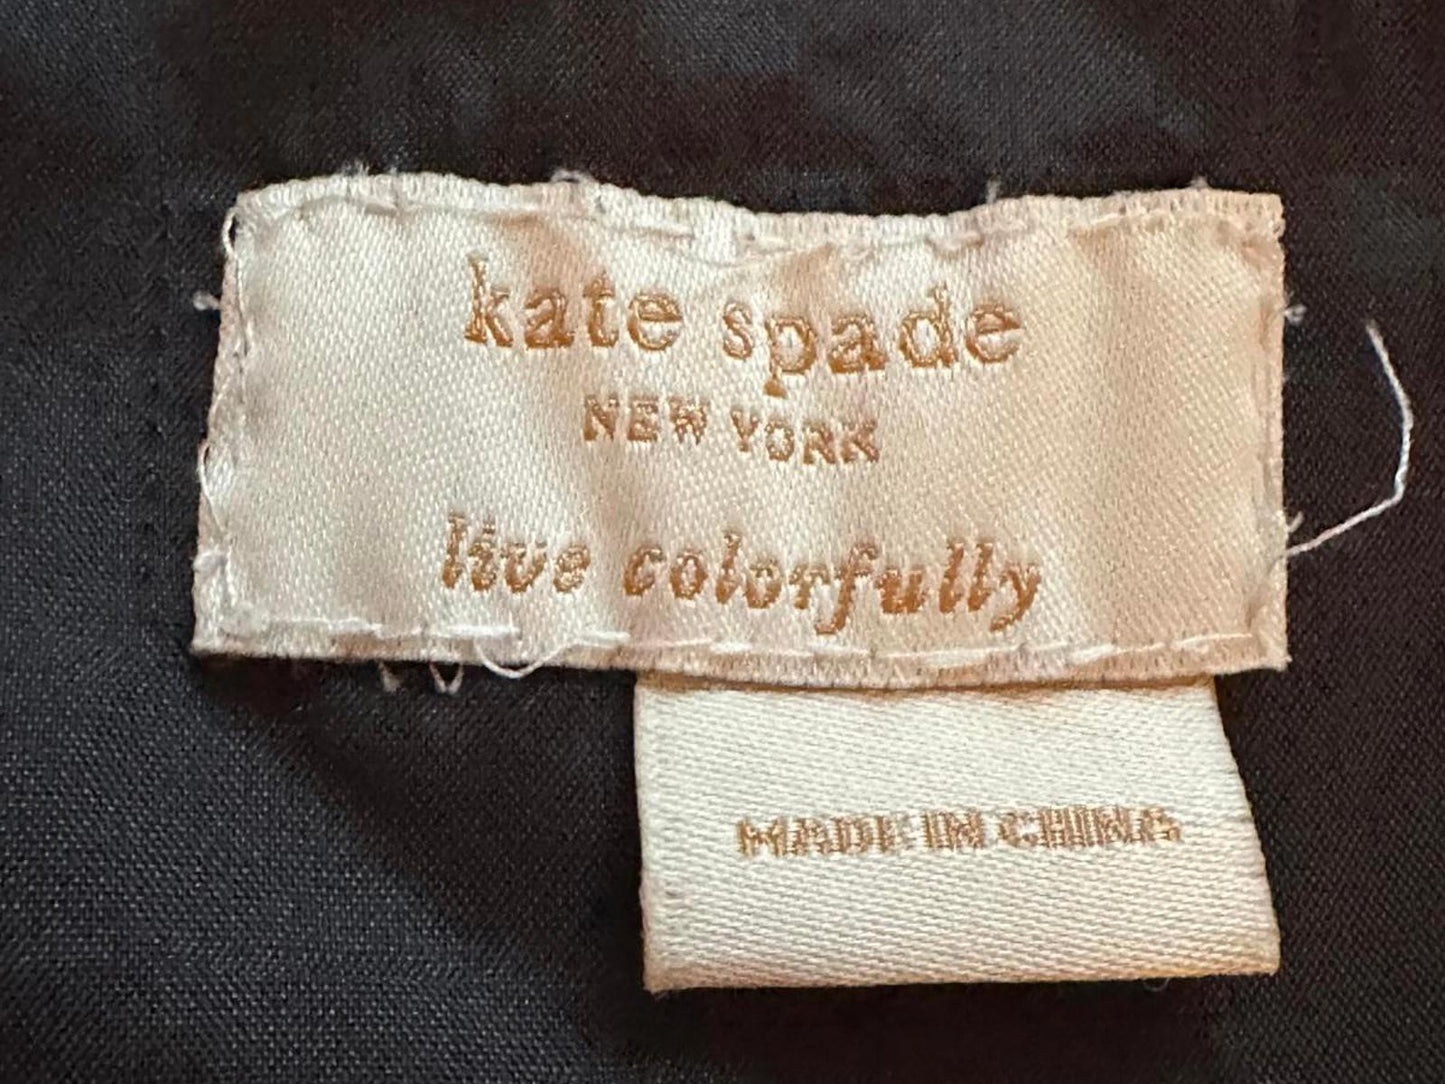 kate spade
NEW YORK
live colorfully
MADE IN CHINA